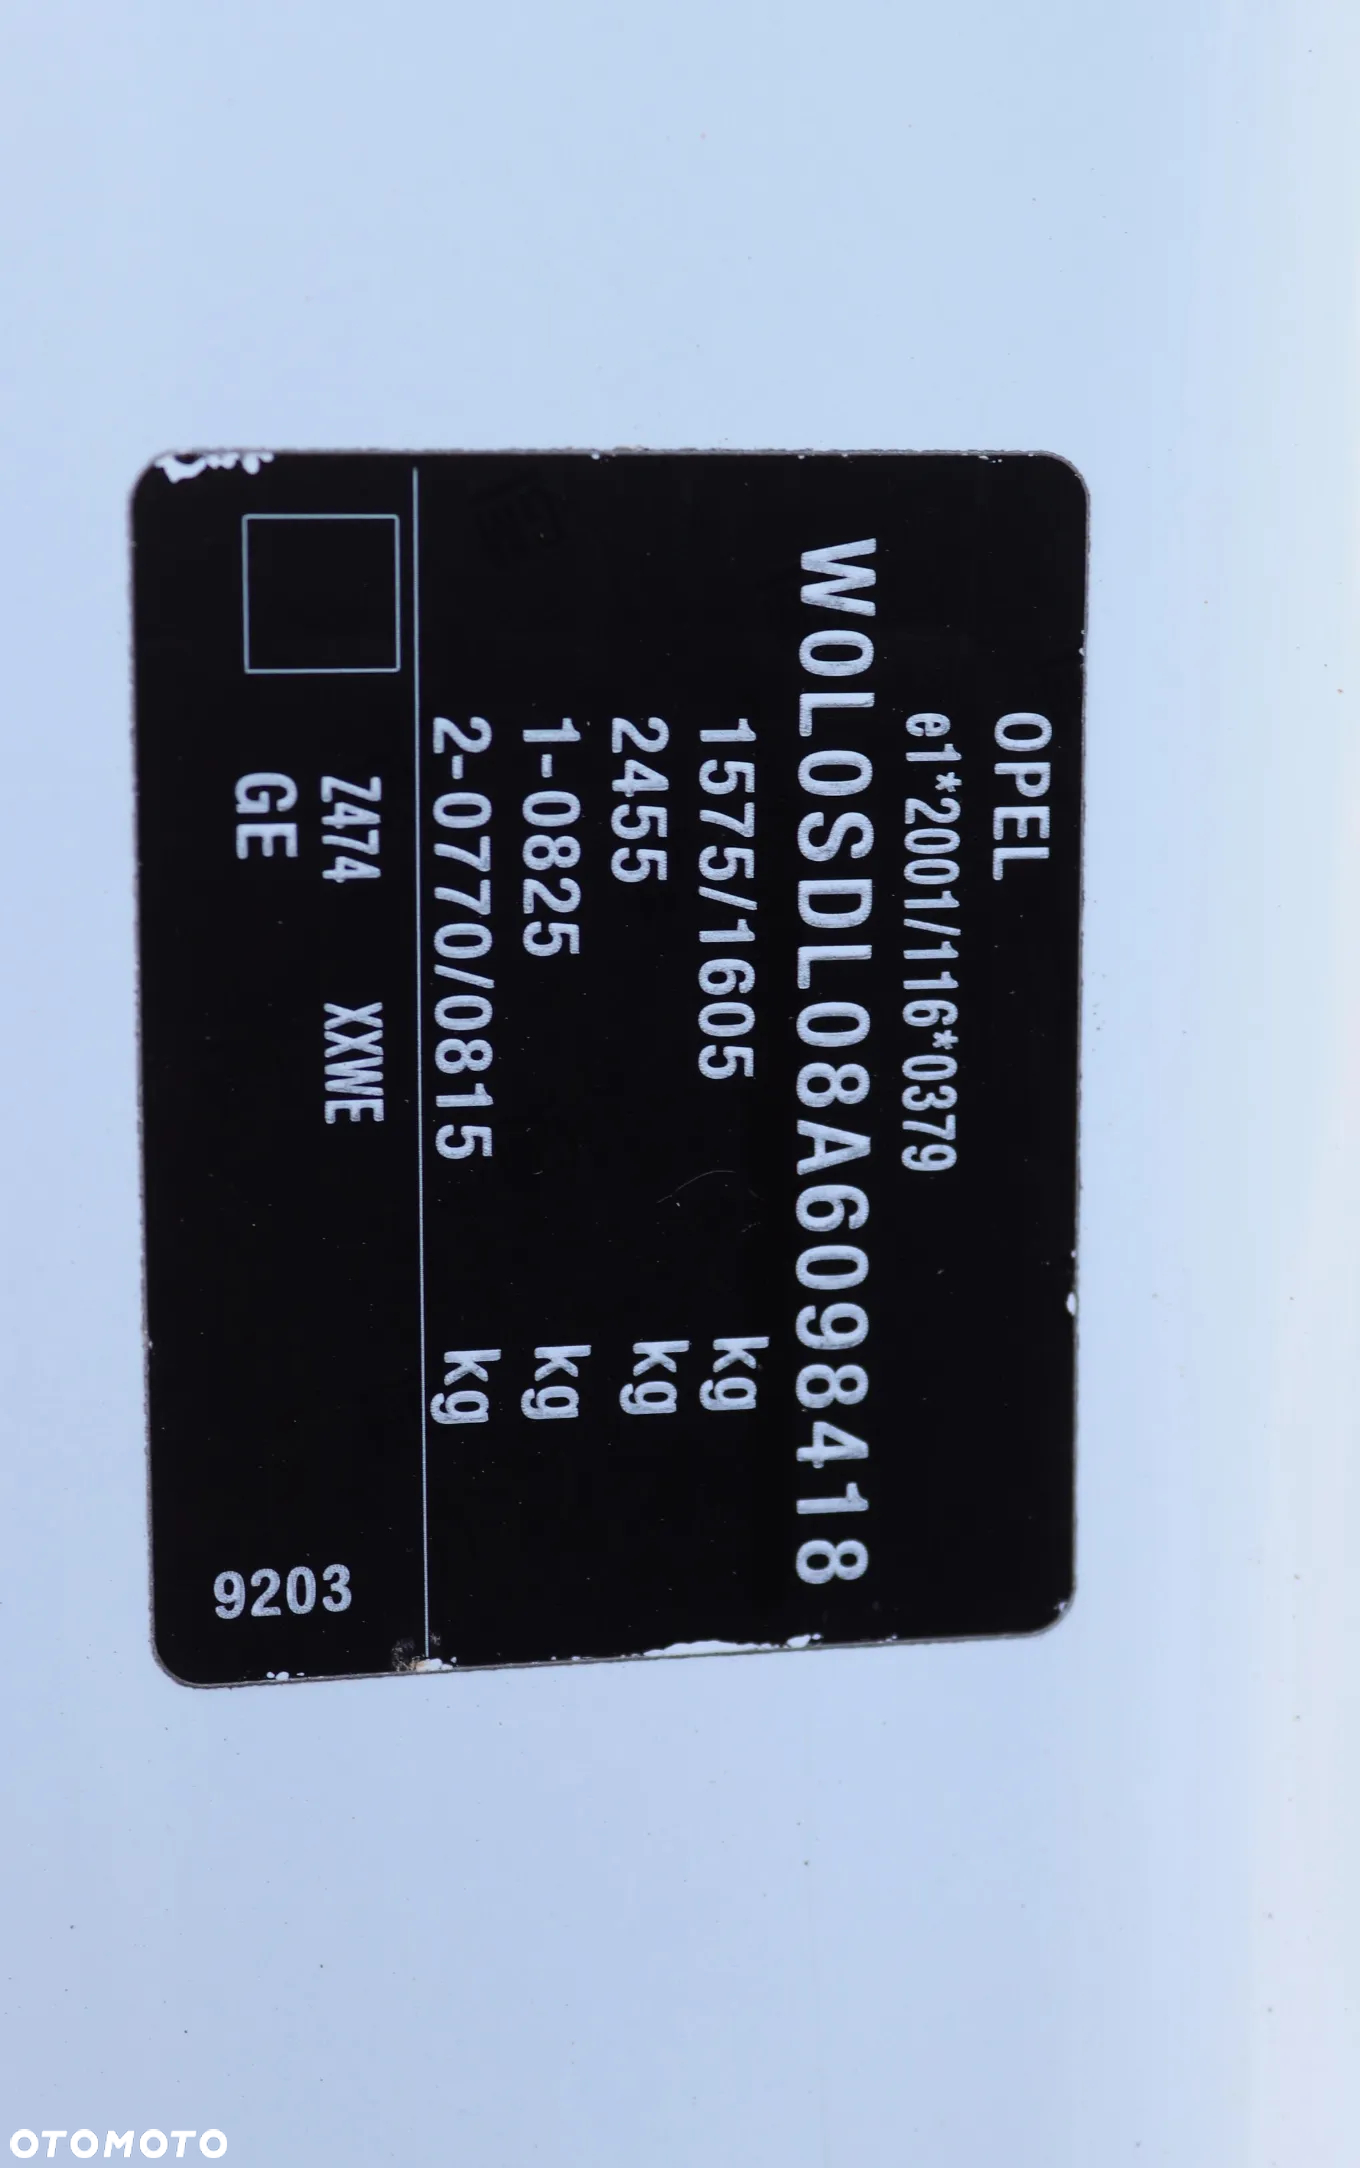 OPEL
e1*2001/116*0379
W0L0SDL08A6098418
1575/1605 kg
2455 kg
1-0825 kg
2-0770/0815 kg
Z474 XXWE
GE
9203
OTOMOTO